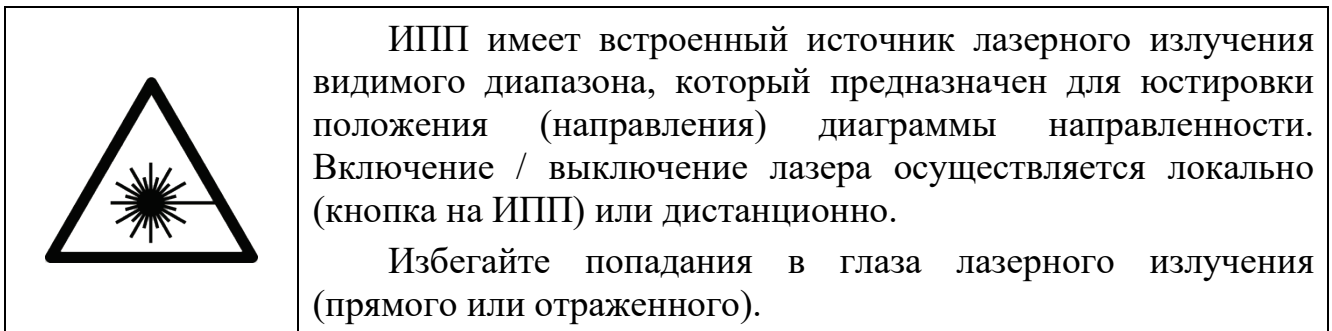 ИПП имеет встроенный источник лазерного излучения
видимого диапазона, который предназначен для юстировки
положения (направления) диаграммы направленности.
Включение / выключение лазера осуществляется локально
(кнопка на ИПП) или дистанционно.
Избегайте попадания в глаза лазерного излучения
(прямого или отраженного).